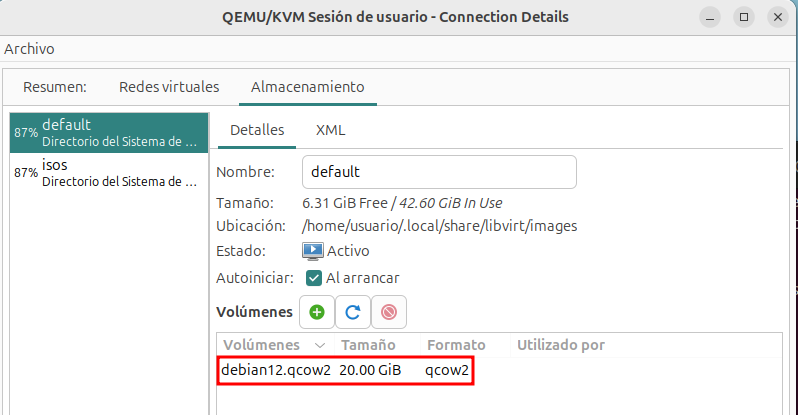 QEMU/KVM Sesión de usuario - Connection Details
Archivo
Resumen: Redes virtuales Almacenamiento
87% default
Directorio del Sistema de ...
87% isos
Directorio del Sistema de ...
Detalles XML
Nombre: default
Tamaño: 6.31 GiB Free / 42.60 GiB In Use
Ubicación: /home/usuario/.local/share/libvirt/images
Estado: Activo
Autoiniciar: Al arrancar
Volúmenes
Volúmenes Tamaño Formato Utilizado por
debian12.qcow2 20.00 GiB qcow2